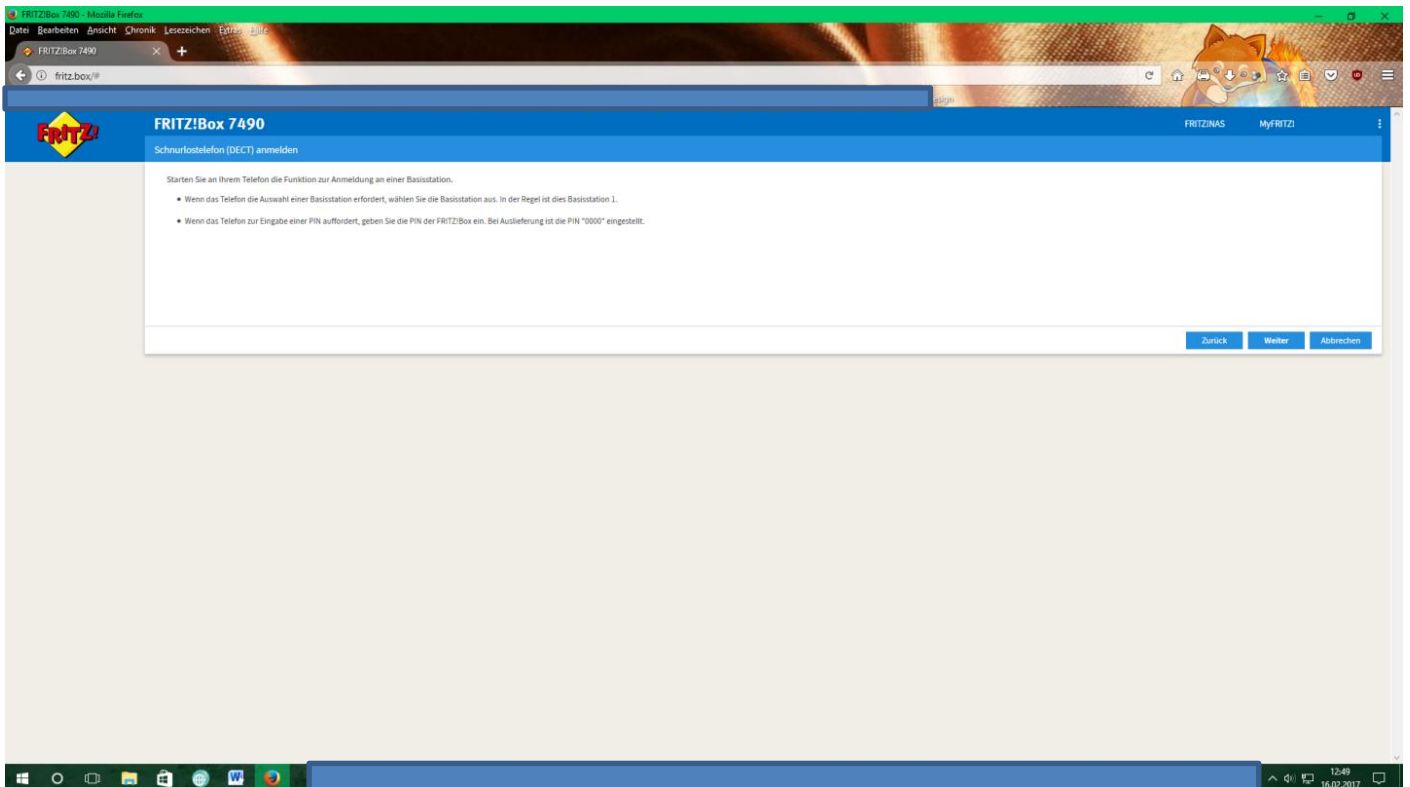 FRITZ!Box 7490 - Mozilla Firefox
Datei Bearbeiten Ansicht Chronik Lesezeichen Extras Hilfe
FRITZ!Box 7490
fritz.box/#
esign
FRITZ!
FRITZ!Box 7490
FRITZ!NAS MyFRITZ!
Schnurlostelefon (DECT) anmelden
Starten Sie an Ihrem Telefon die Funktion zur Anmeldung an einer Basisstation.
• Wenn das Telefon die Auswahl einer Basisstation erfordert, wählen Sie die Basisstation aus. In der Regel ist dies Basisstation 1.
• Wenn das Telefon zur Eingabe einer PIN auffordert, geben Sie die PIN der FRITZ!Box ein. Bei Auslieferung ist die PIN "0000" eingestellt.
Zurück Weiter Abbrechen
12:49
16.02.2017